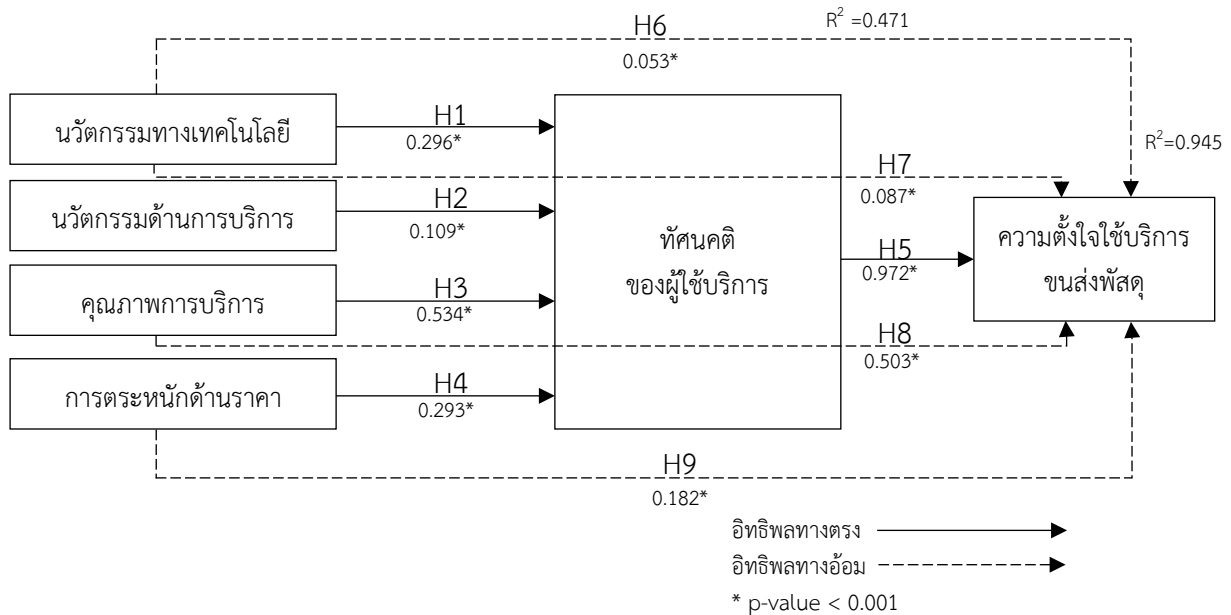 H6
R² =0.471
0.053*
นวัตกรรมทางเทคโนโลยี
H1
0.296*
R²=0.945
H7
0.087*
นวัตกรรมด้านการบริการ
H2
0.109*
ทัศนคติ
ของผู้ใช้บริการ
H5
0.972*
ความตั้งใจใช้บริการ
ขนส่งพัสดุ
คุณภาพการบริการ
H3
0.534*
H8
0.503*
การตระหนักด้านราคา
H4
0.293*
H9
0.182*
อิทธิพลทางตรง
อิทธิพลทางอ้อม
* p-value < 0.001